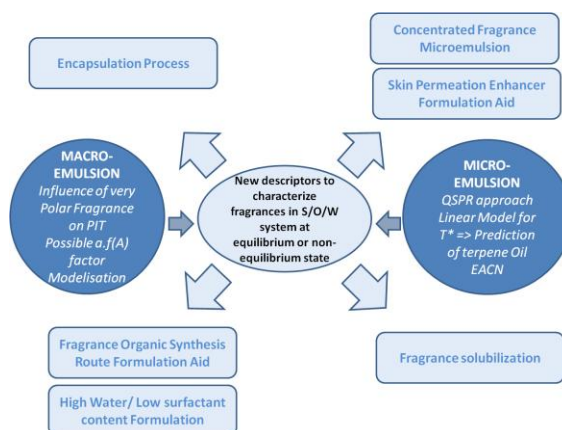 Concentrated Fragrance
Microemulsion
Encapsulation Process
Skin Permeation Enhancer
Formulation Aid
MACRO-
EMULSION
Influence of very
Polar Fragrance
on PIT
Possible a.f(A)
factor
Modelisation
New descriptors to
characterize
fragrances in S/O/W
system at
equilibrium or non-
equilibrium state
MICRO-
EMULSION
QSPR approach
Linear Model for
T* => Prediction
of terpene Oil
EACN
Fragrance Organic Synthesis
Route Formulation Aid
Fragrance solubilization
High Water/ Low surfactant
content Formulation